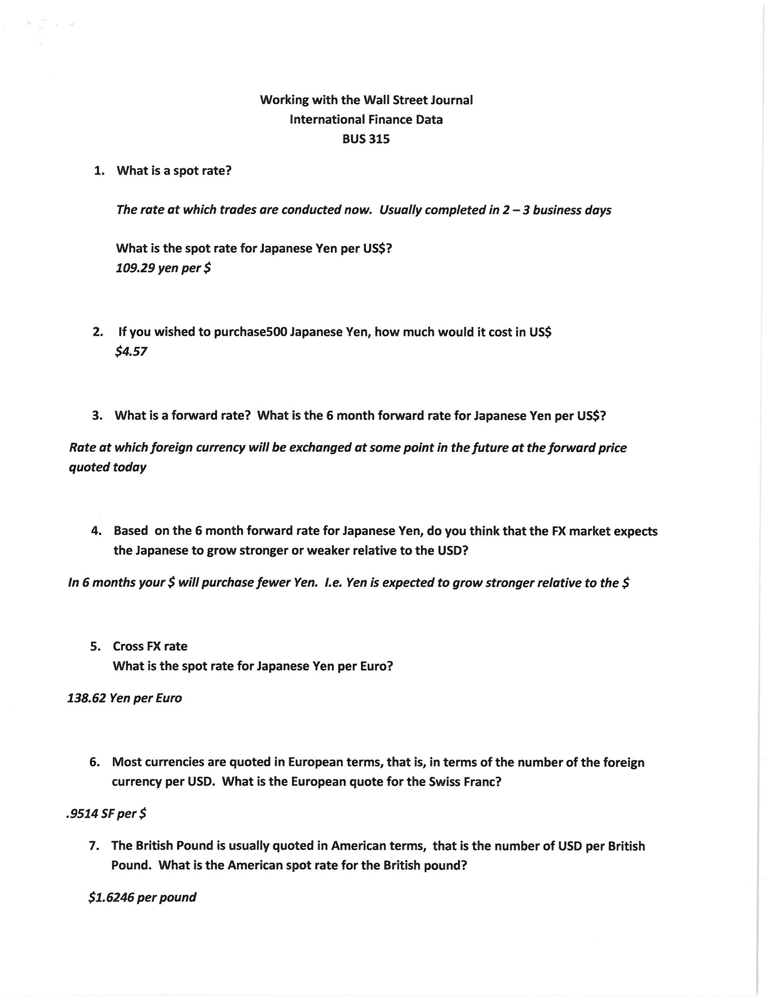 Working with the Wall Street Journal
International Finance Data
BUS 315
1. What is a spot rate?
The rate at which trades are conducted now. Usually completed in 2 – 3 business days
What is the spot rate for Japanese Yen per US$?
109.29 yen per $
2. If you wished to purchase500 Japanese Yen, how much would it cost in US$
$4.57
3. What is a forward rate? What is the 6 month forward rate for Japanese Yen per US$?
Rate at which foreign currency will be exchanged at some point in the future at the forward price
quoted today
4. Based on the 6 month forward rate for Japanese Yen, do you think that the FX market expects
the Japanese to grow stronger or weaker relative to the USD?
In 6 months your $ will purchase fewer Yen. I.e. Yen is expected to grow stronger relative to the $
5. Cross FX rate
What is the spot rate for Japanese Yen per Euro?
138.62 Yen per Euro
6. Most currencies are quoted in European terms, that is, in terms of the number of the foreign
currency per USD. What is the European quote for the Swiss Franc?
.9514 SF per $
7. The British Pound is usually quoted in American terms, that is the number of USD per British
Pound. What is the American spot rate for the British pound?
$1.6246 per pound